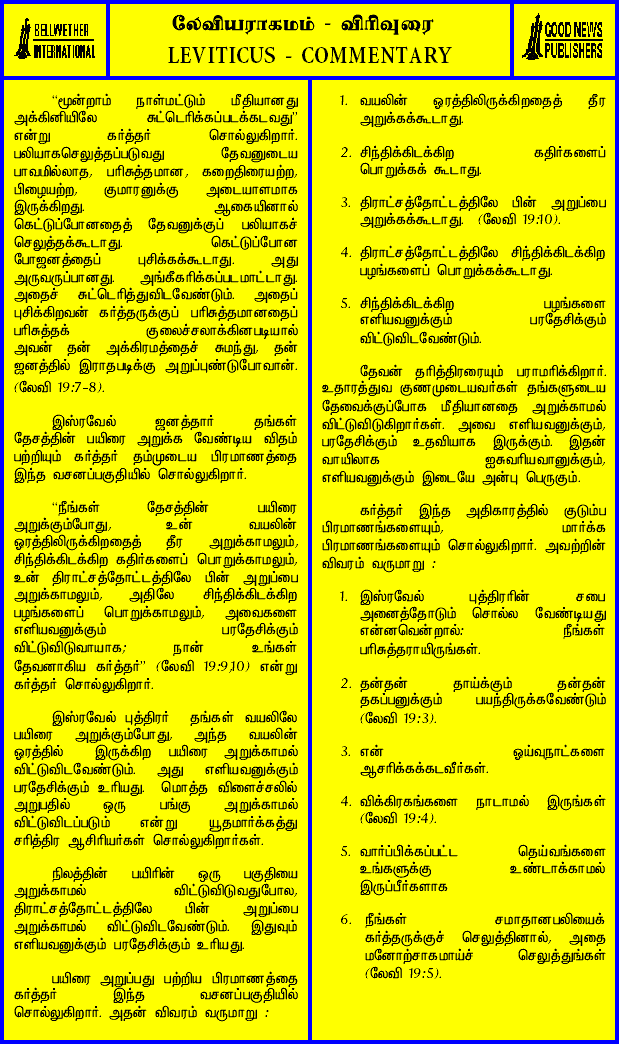 BELLWETHER
INTERNATIONAL
லேவியராகமம் - விரிவுரை
LEVITICUS - COMMENTARY
GOOD NEWS
PUBLISHERS
“மூன்றாம் நாள்மட்டும் மீதியானது
அக்கினியிலே சுட்டெரிக்கப்படக்கடவது”
என்று கர்த்தர் சொல்லுகிறார்.
பலியாகசெலுத்தப்படுவது தேவனுடைய
பாவமில்லாத, பரிசுத்தமான, கறைதிரையற்ற,
பிழையற்ற, குமாரனுக்கு அடையாளமாக
இருக்கிறது. ஆகையினால்
கெட்டுப்போனதைத் தேவனுக்குப் பலியாகச்
செலுத்தக்கூடாது. கெட்டுப்போன
போஜனத்தைப் புசிக்கக்கூடாது. அது
அருவருப்பானது. அங்கீகரிக்கப்படமாட்டாது.
அதைச் சுட்டெரித்துவிடவேண்டும். அதைப்
புசிக்கிறவன் கர்த்தருக்குப் பரிசுத்தமானதைப்
பரிசுத்தக் குலைச்சலாக்கினபடியால்
அவன் தன் அக்கிரமத்தைச் சுமந்து, தன்
ஜனத்தில் இராதபடிக்கு அறுப்புண்டுபோவான்.
(லேவி 19:7-8).
இஸ்ரவேல் ஜனத்தார் தங்கள்
தேசத்தின் பயிரை அறுக்க வேண்டிய விதம்
பற்றியும் கர்த்தர் தம்முடைய பிரமாணத்தை
இந்த வசனப்பகுதியில் சொல்லுகிறார்.
“நீங்கள் தேசத்தின் பயிரை
அறுக்கும்போது, உன் வயலின்
ஓரத்திலிருக்கிறதைத் தீர அறுக்காமலும்,
சிந்திக்கிடக்கிற கதிர்களைப் பொறுக்காமலும்,
உன் திராட்சத்தோட்டத்திலே பின் அறுப்பை
அறுக்காமலும், அதிலே சிந்திக்கிடக்கிற
பழங்களைப் பொறுக்காமலும், அவைகளை
எளியவனுக்கும் பரதேசிக்கும்
விட்டுவிடுவாயாக; நான் உங்கள்
தேவனாகிய கர்த்தர்” (லேவி 19:9,10) என்று
கர்த்தர் சொல்லுகிறார்.
இஸ்ரவேல் புத்திரர் தங்கள் வயலிலே
பயிரை அறுக்கும்போது, அந்த வயலின்
ஓரத்தில் இருக்கிற பயிரை அறுக்காமல்
விட்டுவிடவேண்டும். அது எளியவனுக்கும்
பரதேசிக்கும் உரியது. மொத்த விளைச்சலில்
அறுபதில் ஒரு பங்கு அறுக்காமல்
விட்டுவிடப்படும் என்று யூதமார்க்கத்து
சரித்திர ஆசிரியர்கள் சொல்லுகிறார்கள்.
நிலத்தின் பயிரின் ஒரு பகுதியை
அறுக்காமல் விட்டுவிடுவதுபோல,
திராட்சத்தோட்டத்திலே பின் அறுப்பை
அறுக்காமல் விட்டுவிடவேண்டும். இதுவும்
எளியவனுக்கும் பரதேசிக்கும் உரியது.
பயிரை அறுப்பது பற்றிய பிரமாணத்தை
கர்த்தர் இந்த வசனப்பகுதியில்
சொல்லுகிறார். அதன் விவரம் வருமாறு :
1. வயலின் ஓரத்திலிருக்கிறதைத் தீர
அறுக்கக்கூடாது.
2. சிந்திக்கிடக்கிற கதிர்களைப்
பொறுக்கக் கூடாது.
3. திராட்சத்தோட்டத்திலே பின் அறுப்பை
அறுக்கக்கூடாது. (லேவி 19:10).
4. திராட்சத்தோட்டத்திலே சிந்திக்கிடக்கிற
பழங்களைப் பொறுக்கக்கூடாது.
5. சிந்திக்கிடக்கிற பழங்களை
எளியவனுக்கும் பரதேசிக்கும்
விட்டுவிடவேண்டும்.
தேவன் தரித்திரரையும் பராமரிக்கிறார்.
உதாரத்துவ குணமுடையவர்கள் தங்களுடைய
தேவைக்குப்போக மீதியானதை அறுக்காமல்
விட்டுவிடுகிறார்கள். அவை எளியவனுக்கும்,
பரதேசிக்கும் உதவியாக இருக்கும். இதன்
வாயிலாக ஐசுவரியவானுக்கும்,
எளியவனுக்கும் இடையே அன்பு பெருகும்.
கர்த்தர் இந்த அதிகாரத்தில் குடும்ப
பிரமாணங்களையும், மார்க்க
பிரமாணங்களையும் சொல்லுகிறார். அவற்றின்
விவரம் வருமாறு :
1. இஸ்ரவேல் புத்திரரின் சபை
அனைத்தோடும் சொல்ல வேண்டியது
என்னவென்றால்: நீங்கள்
பரிசுத்தராயிருங்கள்.
2. தன்தன் தாய்க்கும் தன்தன்
தகப்பனுக்கும் பயந்திருக்கவேண்டும்
(லேவி 19:3).
3. என் ஓய்வுநாட்களை
ஆசரிக்கக்கடவீர்கள்.
4. விக்கிரகங்களை நாடாமல் இருங்கள்
(லேவி 19:4).
5. வார்ப்பிக்கப்பட்ட தெய்வங்களை
உங்களுக்கு உண்டாக்காமல்
இருப்பீர்களாக
6. நீங்கள் சமாதானபலியைக்
கர்த்தருக்குச் செலுத்தினால், அதை
மனோற்சாகமாய்ச் செலுத்துங்கள்
(லேவி 19:5).